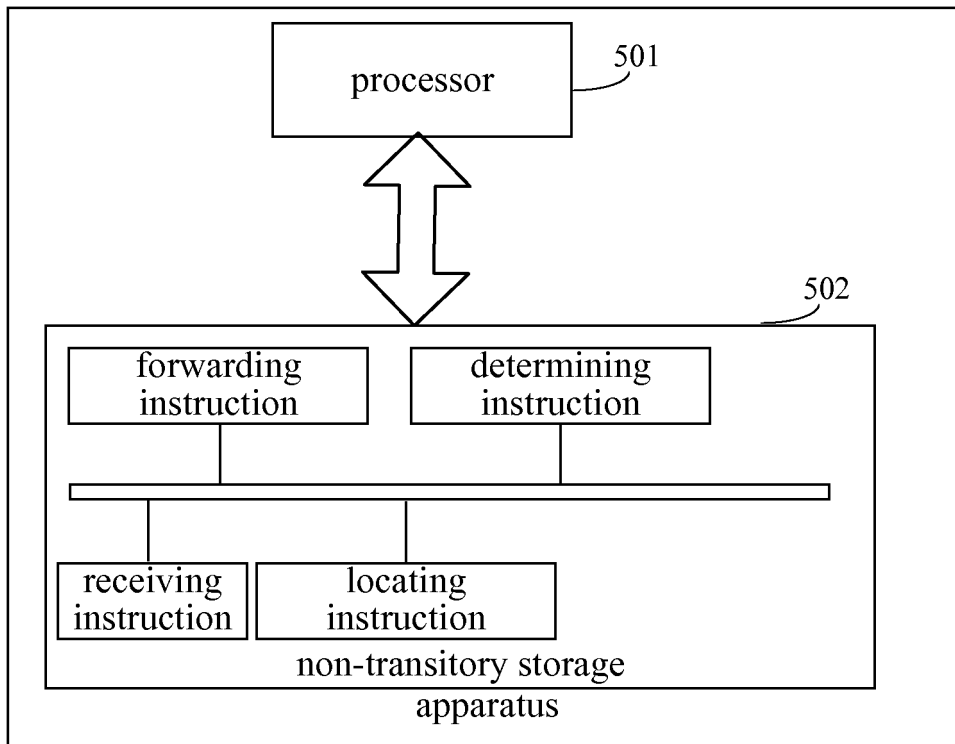 processor
501
502
forwarding
instruction
determining
instruction
receiving
instruction
locating
instruction
non-transitory storage
apparatus